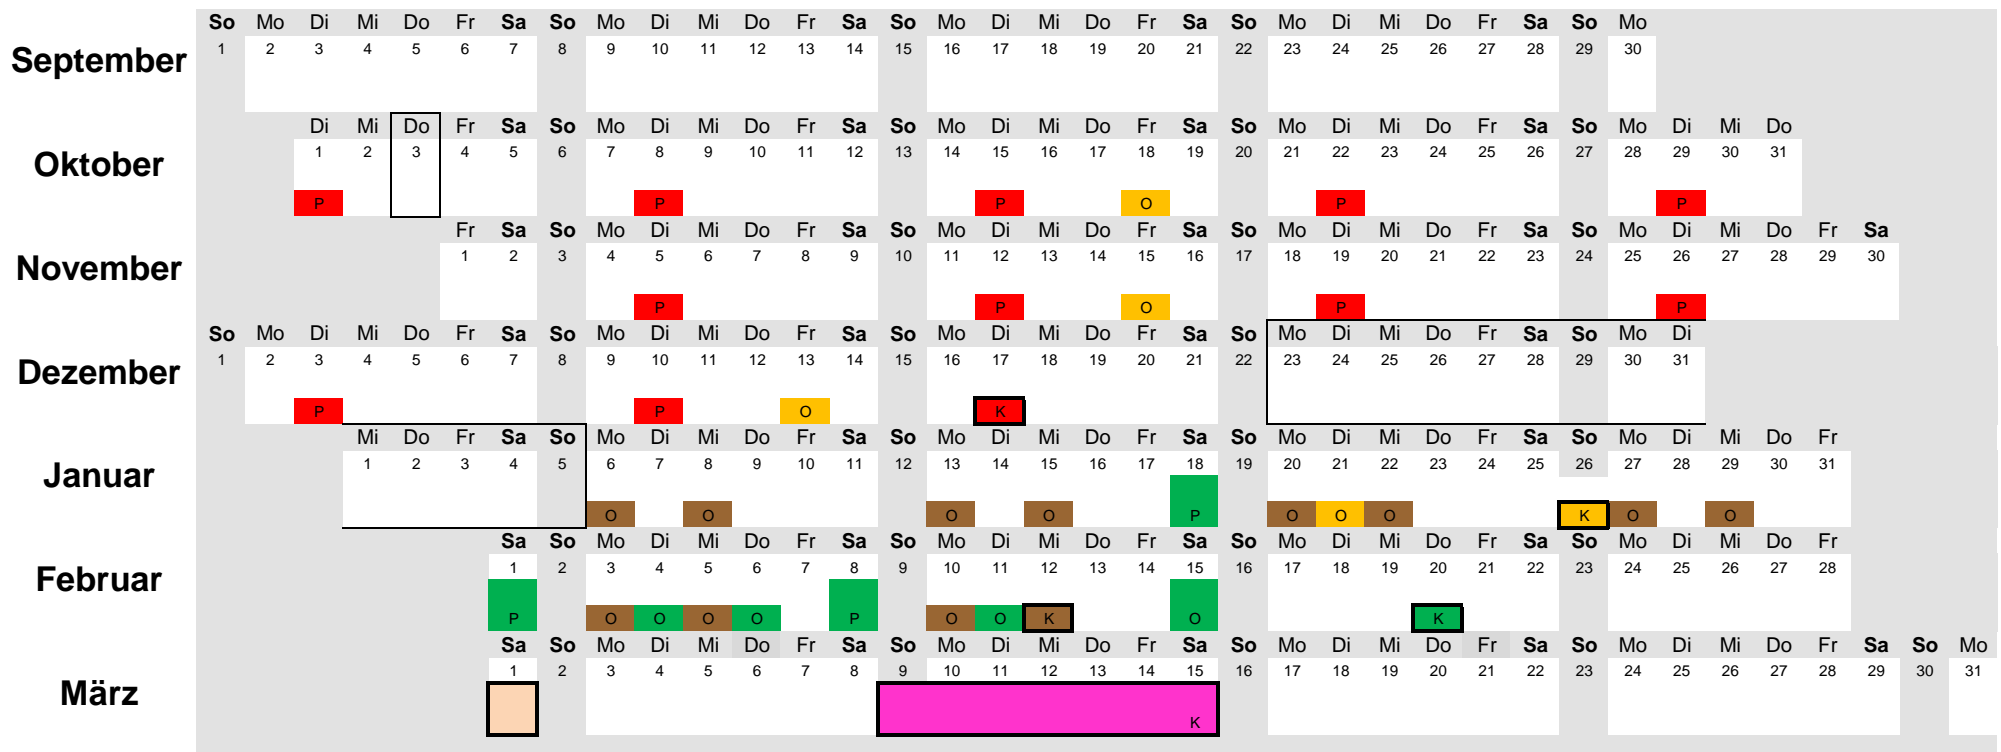 So Mo Di Mi Do Fr Sa So Mo Di Mi Do Fr Sa So Mo Di Mi Do Fr Sa So Mo Di Mi Do Fr Sa So Mo
September 1 2 3 4 5 6 7 8 9 10 11 12 13 14 15 16 17 18 19 20 21 22 23 24 25 26 27 28 29 30
Di Mi Do Fr Sa So Mo Di Mi Do Fr Sa So Mo Di Mi Do Fr Sa So Mo Di Mi Do Fr Sa So Mo Di Mi Do
Oktober 1 2 3 4 5 6 7 8 9 10 11 12 13 14 15 16 17 18 19 20 21 22 23 24 25 26 27 28 29 30 31
P P P O P P
Fr Sa So Mo Di Mi Do Fr Sa So Mo Di Mi Do Fr Sa So Mo Di Mi Do Fr Sa So Mo Di Mi Do Fr Sa
November 1 2 3 4 5 6 7 8 9 10 11 12 13 14 15 16 17 18 19 20 21 22 23 24 25 26 27 28 29 30
P P O P P
So Mo Di Mi Do Fr Sa So Mo Di Mi Do Fr Sa So Mo Di Mi Do Fr Sa So Mo Di Mi Do Fr Sa So Mo Di
Dezember 1 2 3 4 5 6 7 8 9 10 11 12 13 14 15 16 17 18 19 20 21 22 23 24 25 26 27 28 29 30 31
P P O K
Mi Do Fr Sa So Mo Di Mi Do Fr Sa So Mo Di Mi Do Fr Sa So Mo Di Mi Do Fr Sa So Mo Di Mi Do Fr
Januar 1 2 3 4 5 6 7 8 9 10 11 12 13 14 15 16 17 18 19 20 21 22 23 24 25 26 27 28 29 30 31
O O O O P O O O K O O
Sa So Mo Di Mi Do Fr Sa So Mo Di Mi Do Fr Sa So Mo Di Mi Do Fr Sa So Mo Di Mi Do Fr
Februar 1 2 3 4 5 6 7 8 9 10 11 12 13 14 15 16 17 18 19 20 21 22 23 24 25 26 27 28
P O O O O P O O K O K
Sa So Mo Di Mi Do Fr Sa So Mo Di Mi Do Fr Sa So Mo Di Mi Do Fr Sa So Mo Di Mi Do Fr Sa So Mo
März 1 2 3 4 5 6 7 8 9 10 11 12 13 14 15 16 17 18 19 20 21 22 23 24 25 26 27 28 29 30 31
K